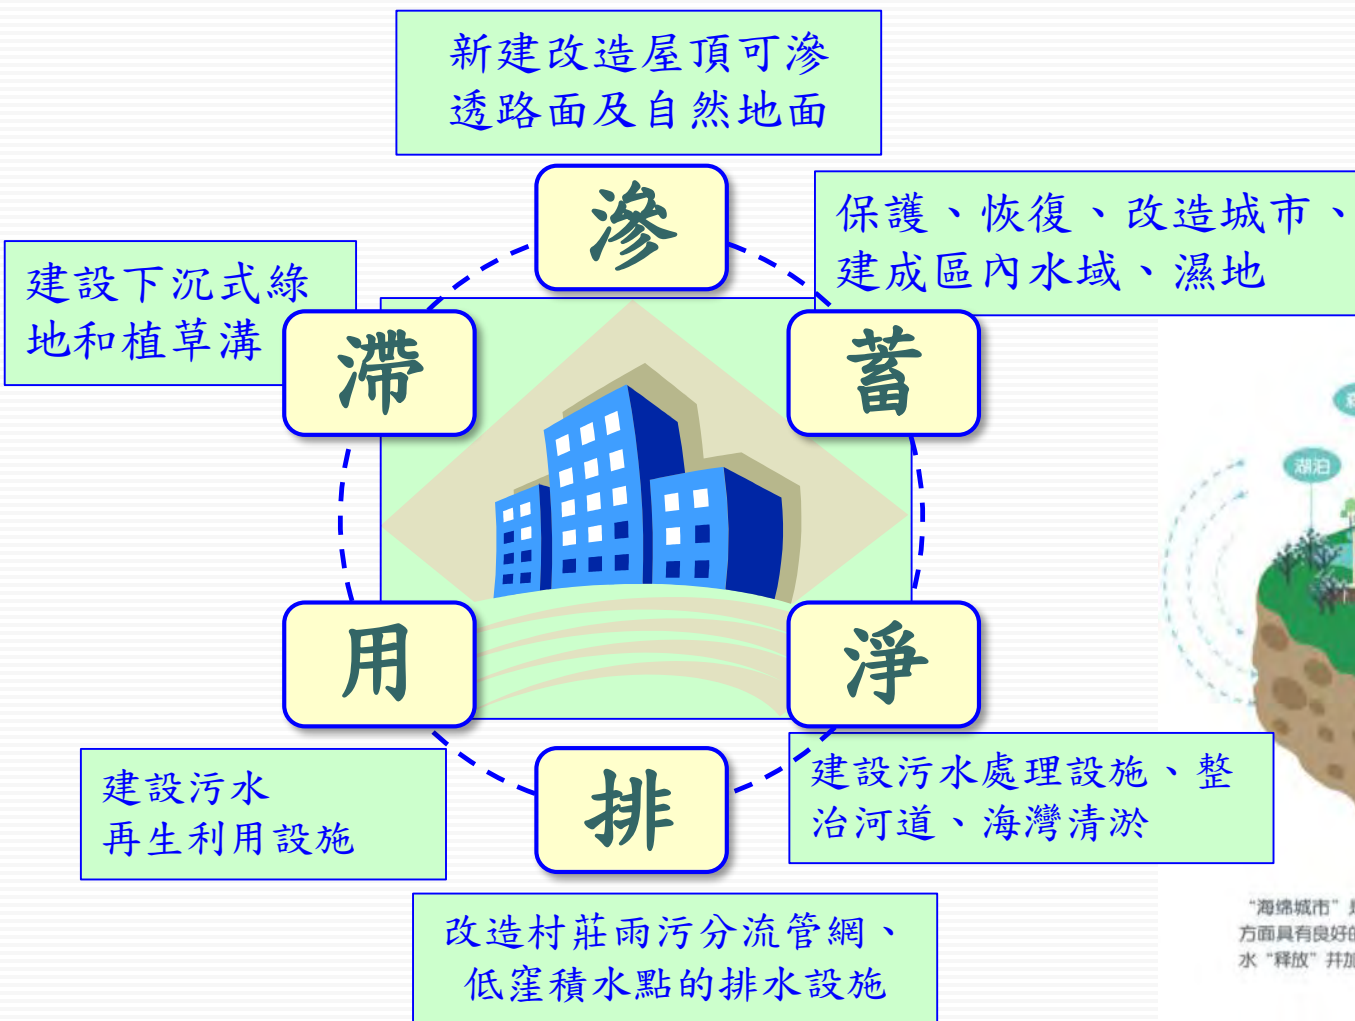 新建改造屋頂可滲
透路面及自然地面
滲
保護、恢復、改造城市、
建成區內水域、濕地
建設下沉式綠
地和植草溝
滯
蓄
湖泊
用
淨
建設污水
再生利用設施
排
建設污水處理設施、整
治河道、海灣清淤
改造村莊雨污分流管網、
低窪積水點的排水設施
“海绵城市”
方面具有良好的
水“释放”并加